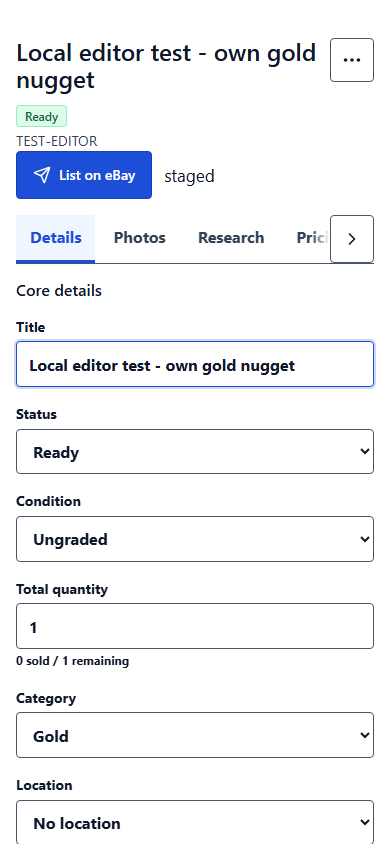 Local editor test - own gold
nugget
...
Ready
TEST-EDITOR
List on eBay
staged
Details Photos Research
Core details
Title
Local editor test - own gold nugget
Status
Ready
Condition
Ungraded
Total quantity
1
0 sold / 1 remaining
Category
Gold
Location
No location